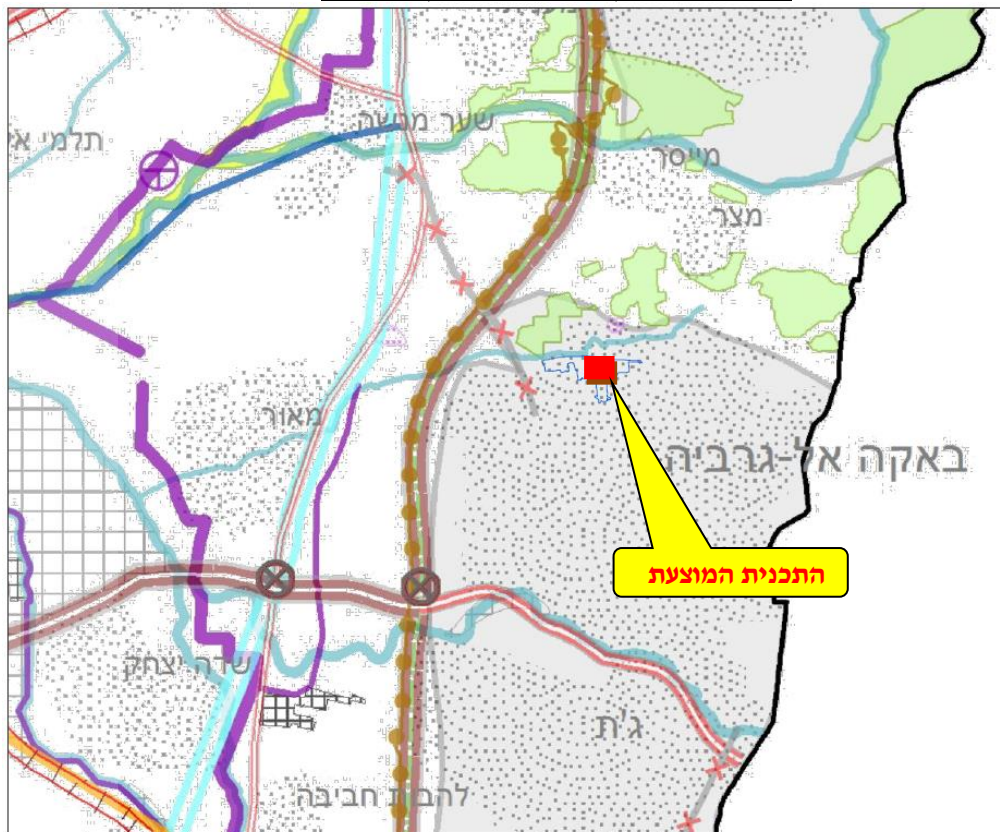 שער מנשה
תלמי אל
מייסר
מצר
מאור
באקה אל-גרביה
התכנית המוצעת
שדה יצחק
ג'ת
להבות חביבה